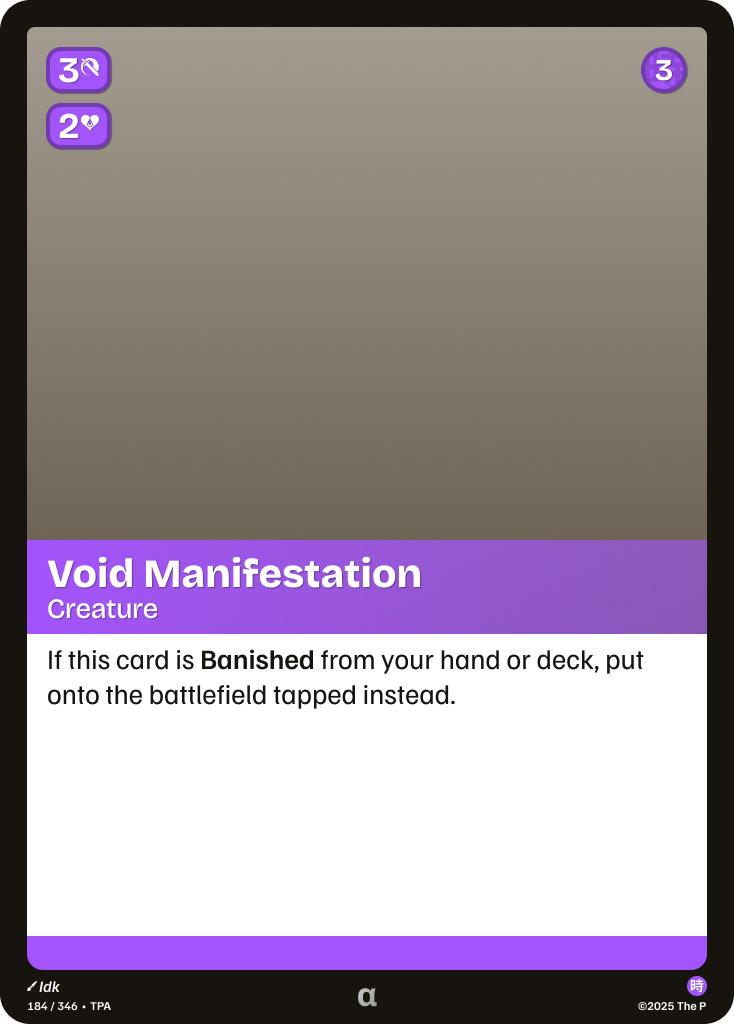 3
3
2
Void Manifestation
Creature
If this card is Banished from your hand or deck, put
onto the battlefield tapped instead.
Idk
時
184 / 346 • TPA
α
©2025 The P